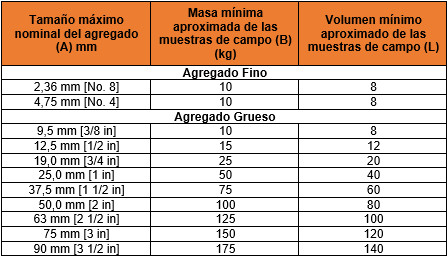 Tamaño máximo nominal del agregado (A) mm | Masa mínima aproximada de las muestras de campo (B) (kg) | Volumen mínimo aproximado de las muestras de campo (L)
Agregado Fino
2,36 mm [No. 8] | 10 | 8
4,75 mm [No. 4] | 10 | 8
Agregado Grueso
9,5 mm [3/8 in] | 10 | 8
12,5 mm [1/2 in] | 15 | 12
19,0 mm [3/4 in] | 25 | 20
25,0 mm [1 in] | 50 | 40
37,5 mm [1 1/2 in] | 75 | 60
50,0 mm [2 in] | 100 | 80
63 mm [2 1/2 in] | 125 | 100
75 mm [3 in] | 150 | 120
90 mm [3 1/2 in] | 175 | 140